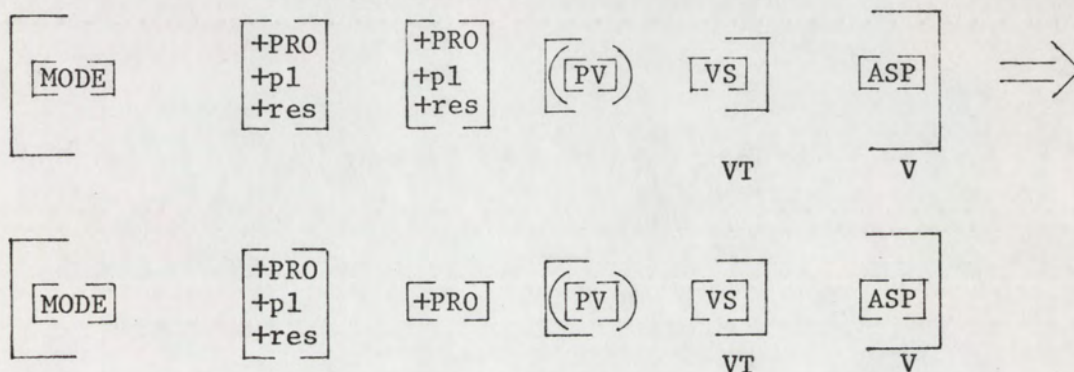 +PRO +PRO
MODE +pl +pl (PV) VS ASP ⟹
+res +res
VT V
+PRO
MODE +pl +PRO (PV) VS ASP
+res
VT V